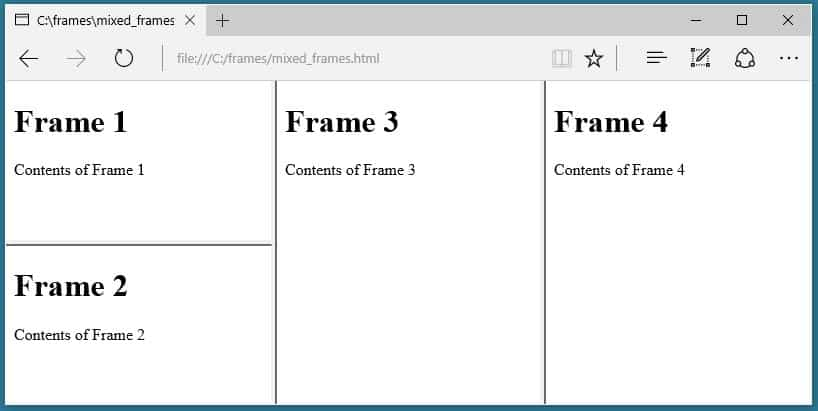 C:\frames\mixed_frames
file:///C:/frames/mixed_frames.html
Frame 1
Contents of Frame 1
Frame 2
Contents of Frame 2
Frame 3
Contents of Frame 3
Frame 4
Contents of Frame 4